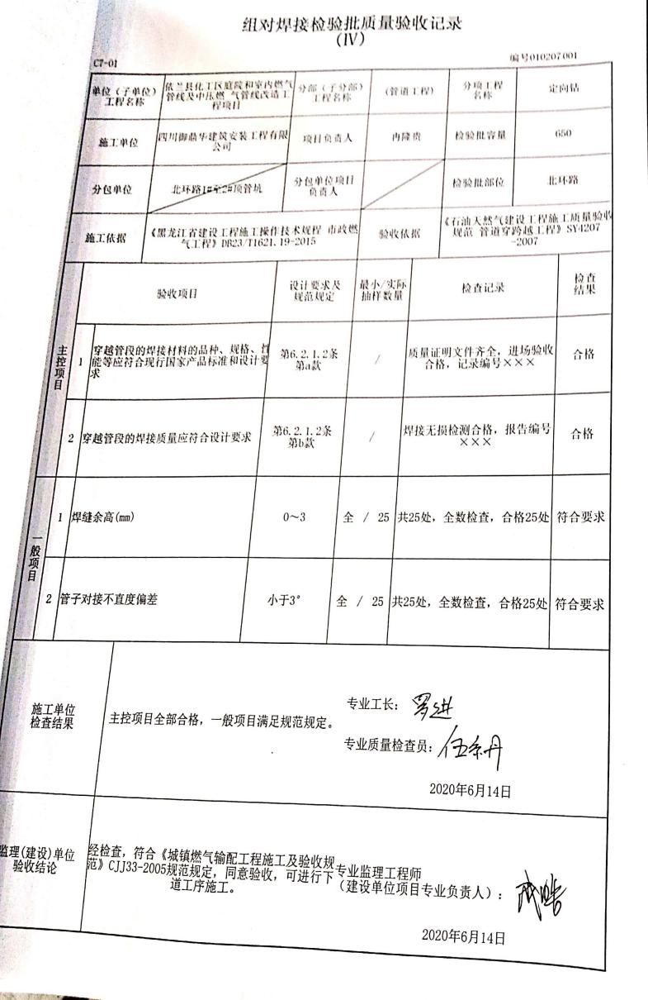 组对焊接检验批质量验收记录
(IV)
C7-01
编号010207001
单位（子单位）
工程名称
依兰县化工区庭院和室内燃气
管线及中压燃 气管线改造工
程项目
分部（子分部）
工程名称
(管道工程)
分项工程
名称
定向钻
施工单位
四川御鼎华建筑安装工程有限
公司
项目负责人
冉隆贵
检验批容量
650
分包单位
北环路1#至2#顶管坑
分包单位项目
负责人
检验批部位
北环路
施工依据
《黑龙江省建设工程施工操作技术规程 市政燃
气工程》DB23/T1621.19-2015
验收依据
《石油天然气建设工程施工质量验收
规范 管道穿跨越工程》SY4207
-2007
验收项目
设计要求及
规范规定
最小/实际
抽样数量
检查记录
检查
结果
主控项目
1
穿越管段的焊接材料的品种、规格、性
能等应符合现行国家产品标准和设计要
求
第6.2.1.2条
第a款
/
质量证明文件齐全，进场验收
合格，记录编号×××
合格
2
穿越管段的焊接质量应符合设计要求
第6.2.1.2条
第b款
/
焊接无损检测合格，报告编号
×××
合格
一般项目
1
焊缝余高(mm)
0～3
全 / 25
共25处，全数检查，合格25处
符合要求
2
管子对接不直度偏差
小于3°
全 / 25
共25处，全数检查，合格25处
符合要求
施工单位
检查结果
主控项目全部合格，一般项目满足规范规定。
专业工长：罗进
专业质量检查员：
2020年6月14日
监理(建设)单位
验收结论
经检查，符合《城镇燃气输配工程施工及验收规
范》CJJ33-2005规范规定，同意验收，可进行下
道工序施工。
专业监理工程师
（建设单位项目专业负责人）：
2020年6月14日